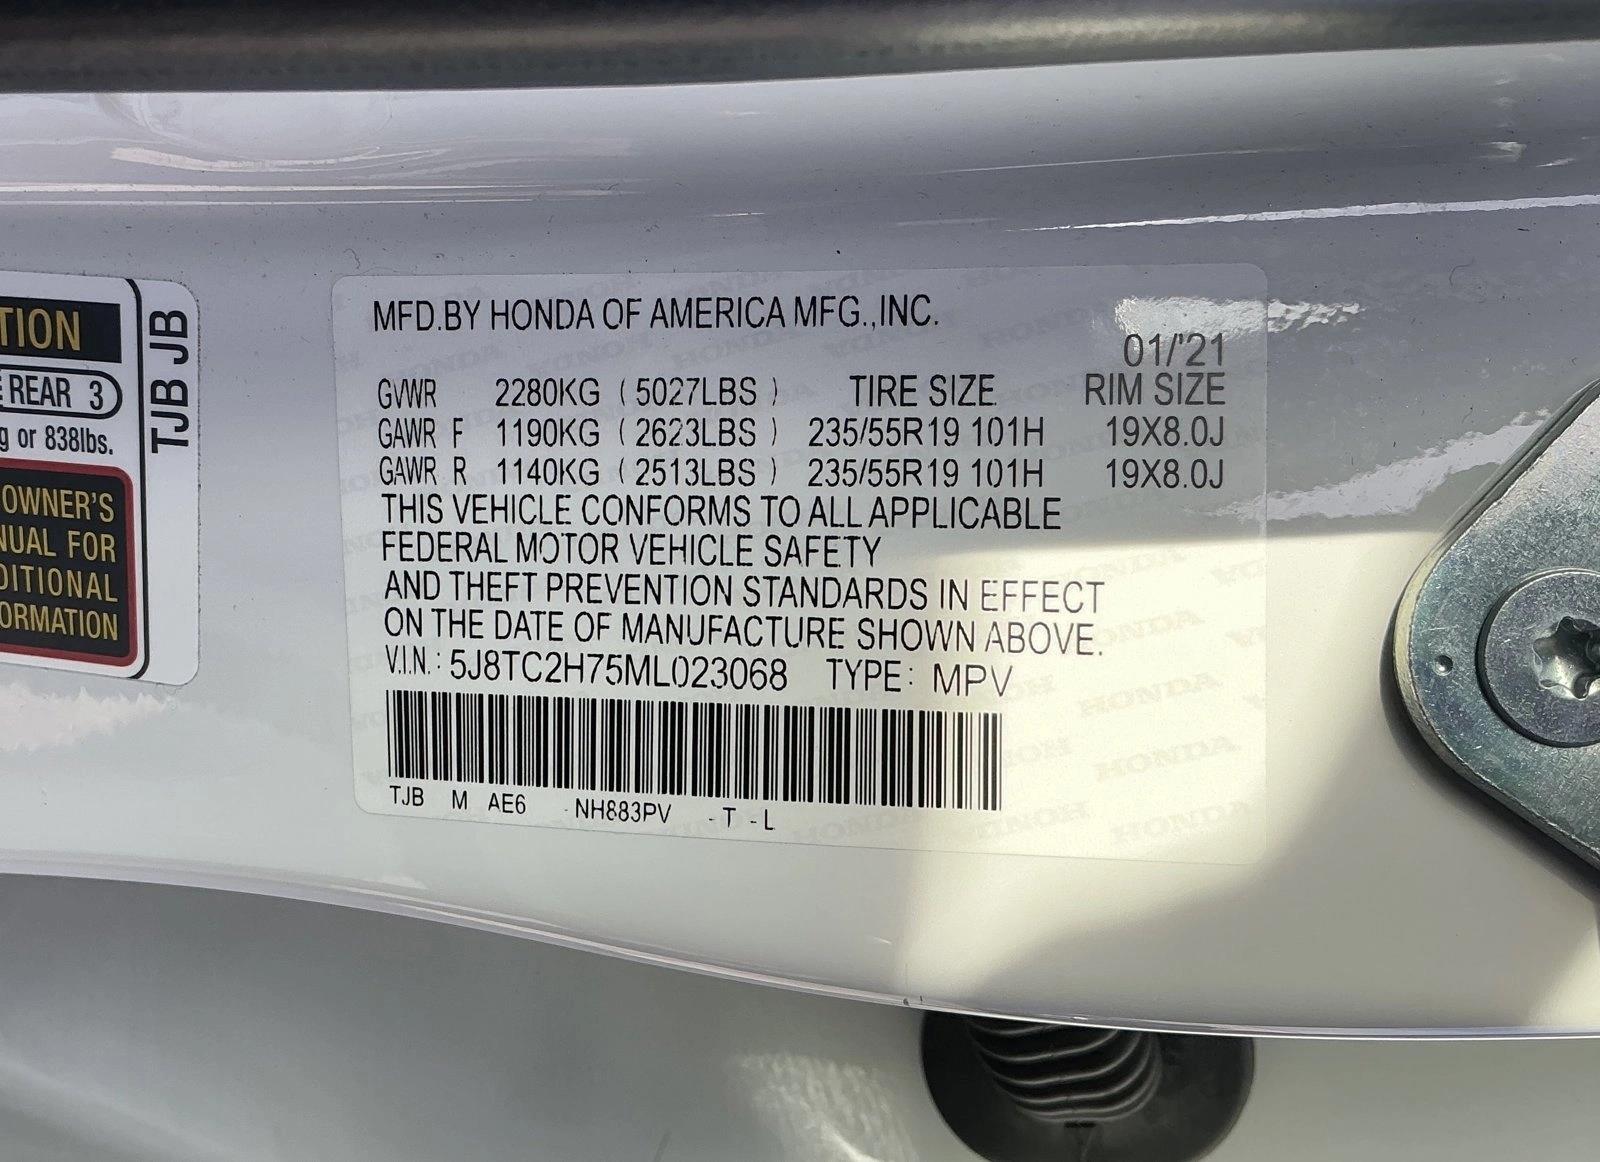 TION
REAR 3
g or 838lbs.
OWNER'S
NUAL FOR
DITIONAL
ORMATION
TJB JB
MFD.BY HONDA OF AMERICA MFG.,INC.
01/'21
GVWR 2280KG ( 5027LBS ) TIRE SIZE RIM SIZE
GAWR F 1190KG ( 2623LBS ) 235/55R19 101H 19X8.0J
GAWR R 1140KG ( 2513LBS ) 235/55R19 101H 19X8.0J
THIS VEHICLE CONFORMS TO ALL APPLICABLE
FEDERAL MOTOR VEHICLE SAFETY
AND THEFT PREVENTION STANDARDS IN EFFECT
ON THE DATE OF MANUFACTURE SHOWN ABOVE.
V.I.N.: 5J8TC2H75ML023068 TYPE: MPV
TJB M AE6 -NH883PV -T -L